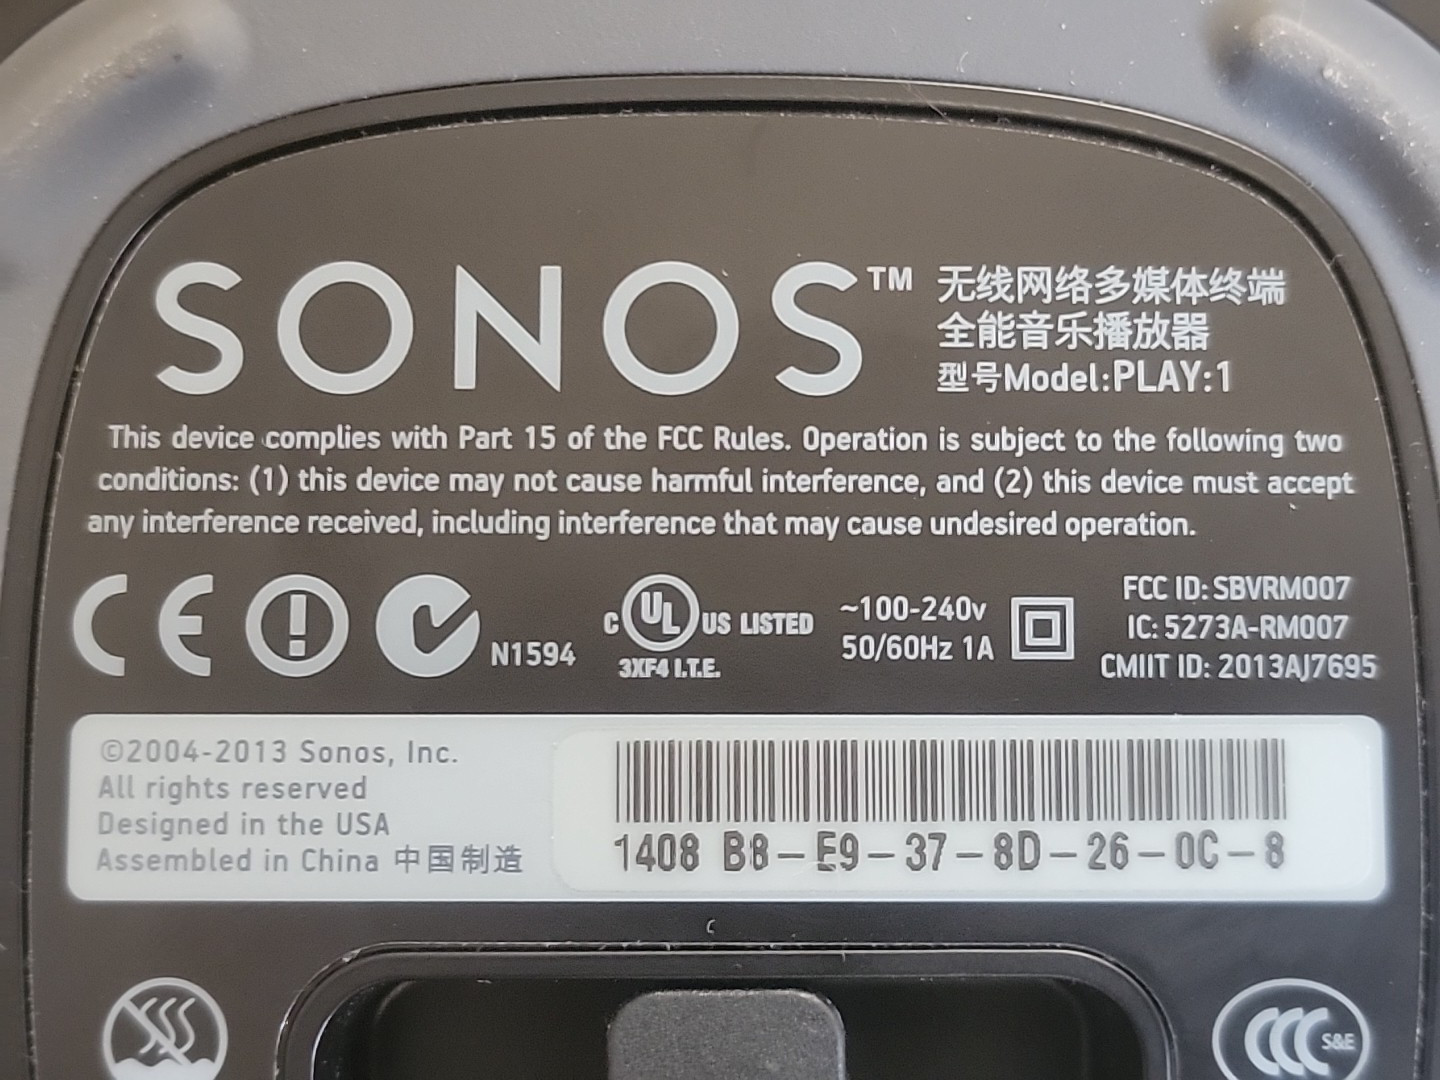 SONOS™
无线网络多媒体终端
全能音乐播放器
型号Model:PLAY:1
This device complies with Part 15 of the FCC Rules. Operation is subject to the following two
conditions: (1) this device may not cause harmful interference, and (2) this device must accept
any interference received, including interference that may cause undesired operation.
CE
N1594
C UL US LISTED
3XF4 I.T.E.
~100-240v
50/60Hz 1A
FCC ID: SBVRM007
IC: 5273A-RM007
CMIIT ID: 2013AJ7695
©2004-2013 Sonos, Inc.
All rights reserved
Designed in the USA
Assembled in China 中国制造
1408 B8-E9-37-8D-26-0C-8
CCC S&E